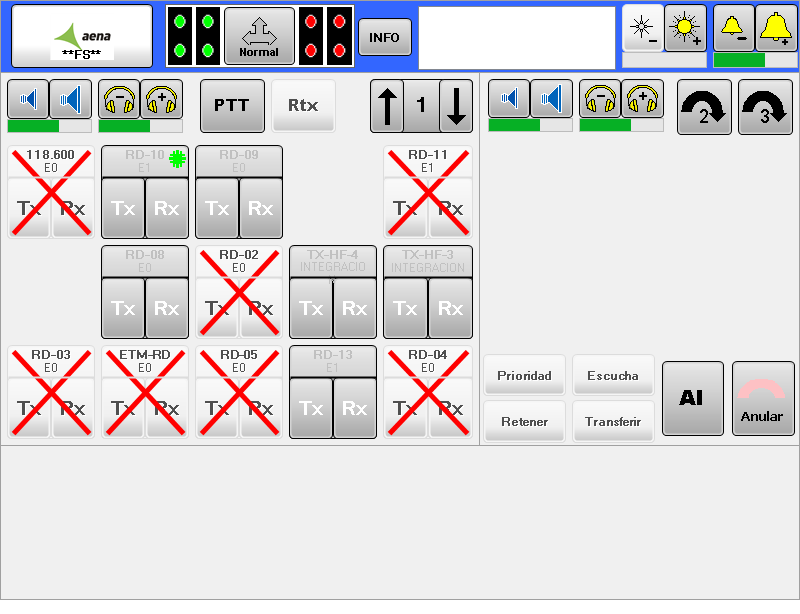 aena
**FS**
Normal
INFO
PTT
Rtx
1
2
3
118.600
E0
Tx Rx
RD-10
E1
Tx Rx
RD-09
E1
Tx Rx
RD-11
E1
Tx Rx
RD-08
E0
Tx Rx
RD-02
E0
Tx Rx
TX-HF-4
INTEGRACIO
Tx Rx
TX-HF-3
INTEGRACION
Tx Rx
RD-03
E0
Tx Rx
ETM-RD
E0
Tx Rx
RD-05
E0
Tx Rx
RD-13
E1
Tx Rx
RD-04
E0
Tx Rx
Prioridad
Escucha
Retener
Transferir
AI
Anular